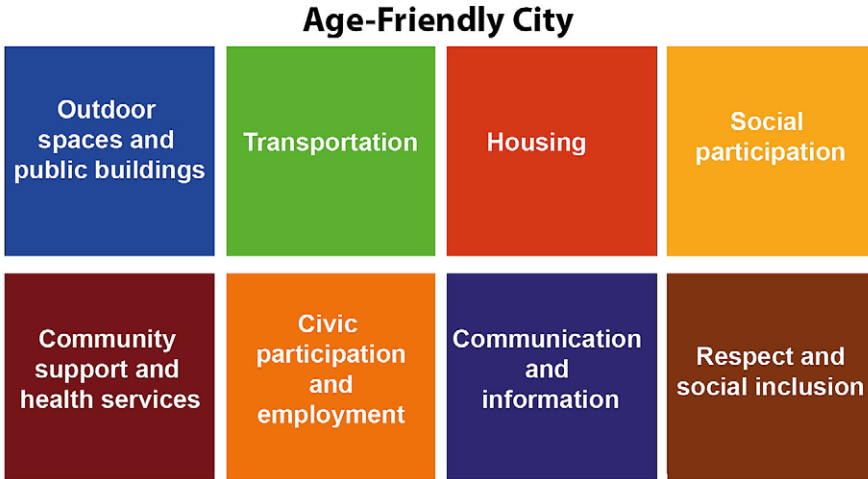 Age-Friendly City
Outdoor
spaces and
public buildings
Transportation
Housing
Social
participation
Community
support and
health services
Civic
participation
and
employment
Communication
and
information
Respect and
social inclusion